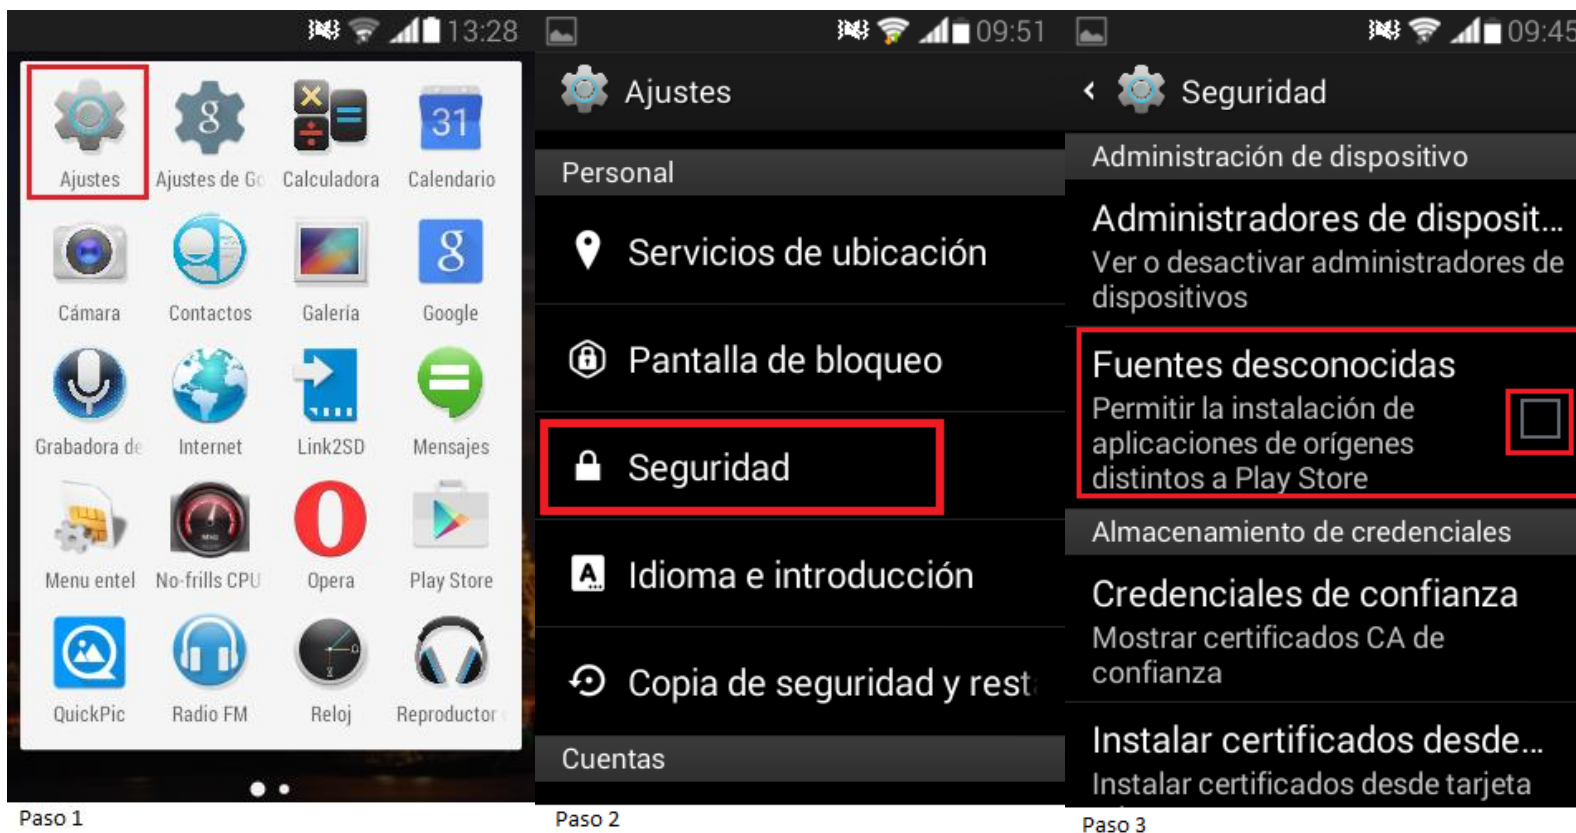 13:28
Ajustes
Ajustes de Go
Calculadora
31
Calendario
Cámara
Contactos
Galería
Google
Grabadora de
Internet
Link2SD
Mensajes
Menu entel
No-frills CPU
Opera
Play Store
QuickPic
Radio FM
Reloj
Reproductor
Paso 1
09:51
Ajustes
Personal
Servicios de ubicación
Pantalla de bloqueo
Seguridad
Idioma e introducción
Copia de seguridad y rest
Cuentas
Paso 2
09:45
Seguridad
Administración de dispositivo
Administradores de disposit...
Ver o desactivar administradores de
dispositivos
Fuentes desconocidas
Permitir la instalación de
aplicaciones de orígenes
distintos a Play Store
Almacenamiento de credenciales
Credenciales de confianza
Mostrar certificados CA de
confianza
Instalar certificados desde...
Instalar certificados desde tarjeta
Paso 3